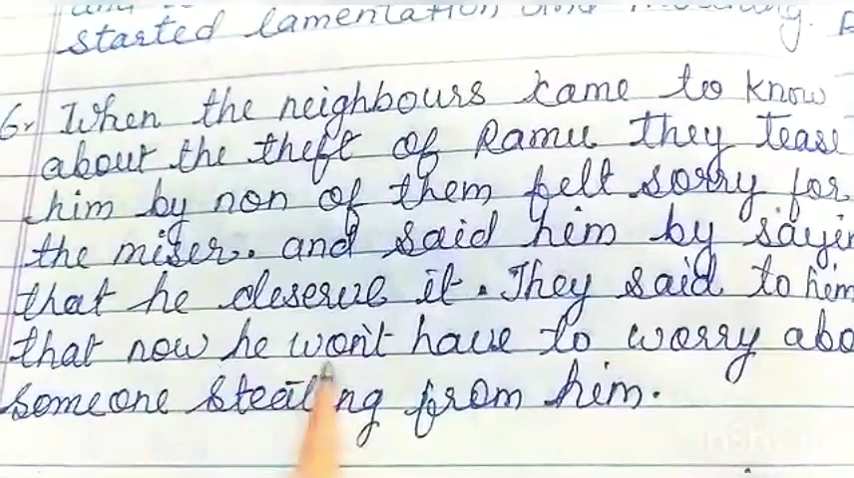 started lamentation and
6. When the neighbours came to know
about the theft of Ramu they tease
him by non of them felt sorry for
the miser. and said him by sayin
that he deserve it. They said to him
that now he won't have to worry abo
someone stealing from him.